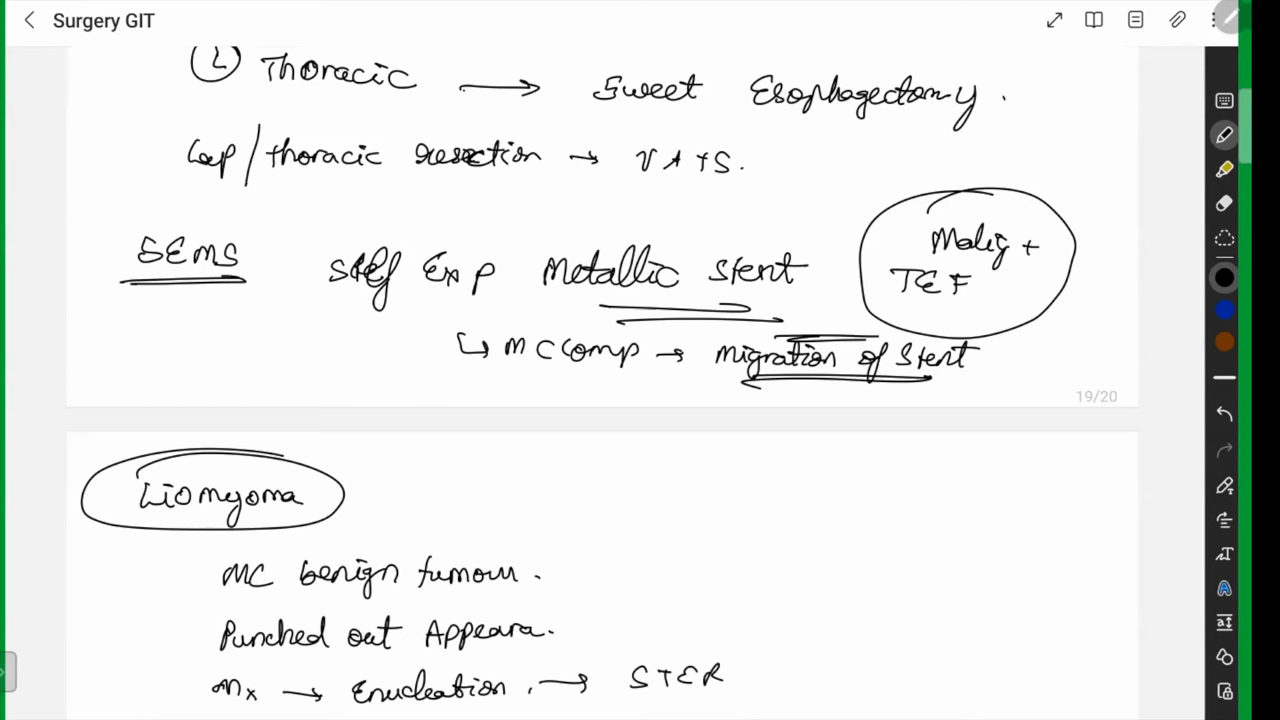 Surgery GIT
(L) Thoracic → Sweet Esophagectomy.
Lap/thoracic resection → VATS.
SEMS Self Exp Metallic Stent
Malig +
TEF
↳ MC Comp → Migration of Stent
19/20
Liomyoma
MC benign tumour.
Punched out Appeara.
Mx → Enucleation. → STER